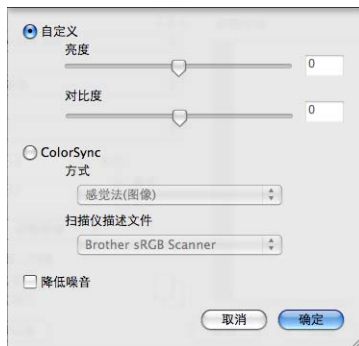 自定义
亮度
0
对比度
0
ColorSync
方式
感觉法(图像)
扫描仪描述文件
Brother sRGB Scanner
降低噪音
取消 确定